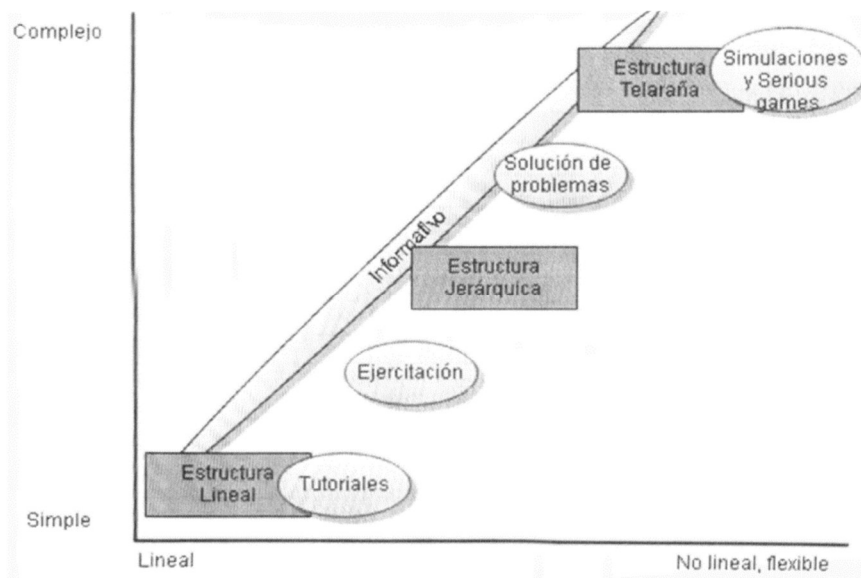 Complejo
Estructura
Telaraña
Simulaciones
y Serious
games
Solución de
problemas
Informativo
Estructura
Jerárquica
Ejercitación
Estructura
Lineal
Tutoriales
Simple
Lineal
No lineal, flexible